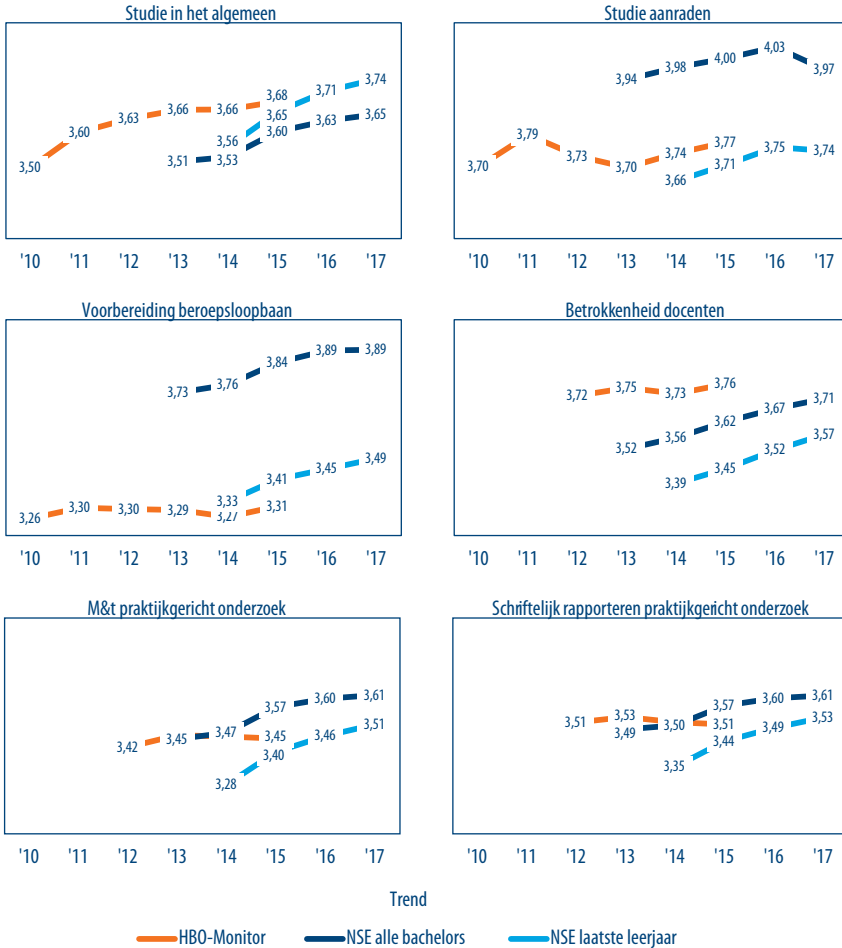 Studie in het algemeen
3,50 3,60 3,63 3,66 3,66 3,68
3,56 3,65 3,71 3,74
3,51 3,53 3,60 3,63 3,65
'10 '11 '12 '13 '14 '15 '16 '17
Studie aanraden
3,94 3,98 4,00 4,03 3,97
3,70 3,79 3,73 3,70 3,74 3,77
3,66 3,71 3,75 3,74
'10 '11 '12 '13 '14 '15 '16 '17
Voorbereiding beroepsloopbaan
3,73 3,76 3,84 3,89 3,89
3,33 3,41 3,45 3,49
3,26 3,30 3,30 3,29 3,27 3,31
'10 '11 '12 '13 '14 '15 '16 '17
Betrokkenheid docenten
3,72 3,75 3,73 3,76
3,52 3,56 3,62 3,67 3,71
3,39 3,45 3,52 3,57
'10 '11 '12 '13 '14 '15 '16 '17
M&t praktijkgericht onderzoek
3,42 3,45 3,47 3,57 3,60 3,61
3,45
3,28 3,40 3,46 3,51
'10 '11 '12 '13 '14 '15 '16 '17
Schriftelijk rapporteren praktijkgericht onderzoek
3,51 3,53 3,50 3,51
3,49 3,57 3,60 3,61
3,35 3,44 3,49 3,53
'10 '11 '12 '13 '14 '15 '16 '17
Trend
HBO-Monitor NSE alle bachelors NSE laatste leerjaar